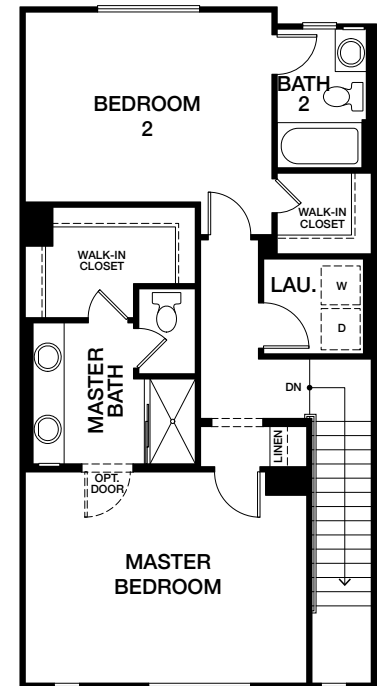 BEDROOM
2
BATH
2
WALK-IN
CLOSET
WALK-IN
CLOSET
LAU.
W
D
MASTER
BATH
DN
LINEN
OPT.
DOOR
MASTER
BEDROOM